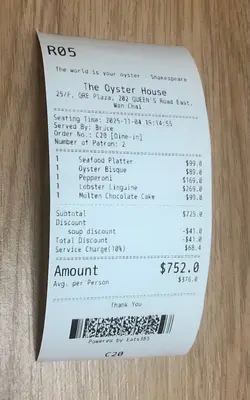 R05
The world is your oyster - Shakespeare
The Oyster House
25/F, QRE Plaza, 202 QUEEN'S Road East,
Wan Chai
Seating Time: 2025-11-04 19:14:55
Served By: Bruce
Order No.: C20 [Dine-in]
Number of Patron: 2
1 Seafood Platter $99.0
1 Oyster Bisque $89.0
1 Pepperoni $169.0
1 Lobster Linguine $269.0
1 Molten Chocolate Cake $99.0
Subtotal $725.0
Discount
soup discount -$41.0
Total Discount -$41.0
Service Charge(10%) $68.4
Amount $752.0
Avg. per Person $376.0
Thank You
Powered by Eats365
C20